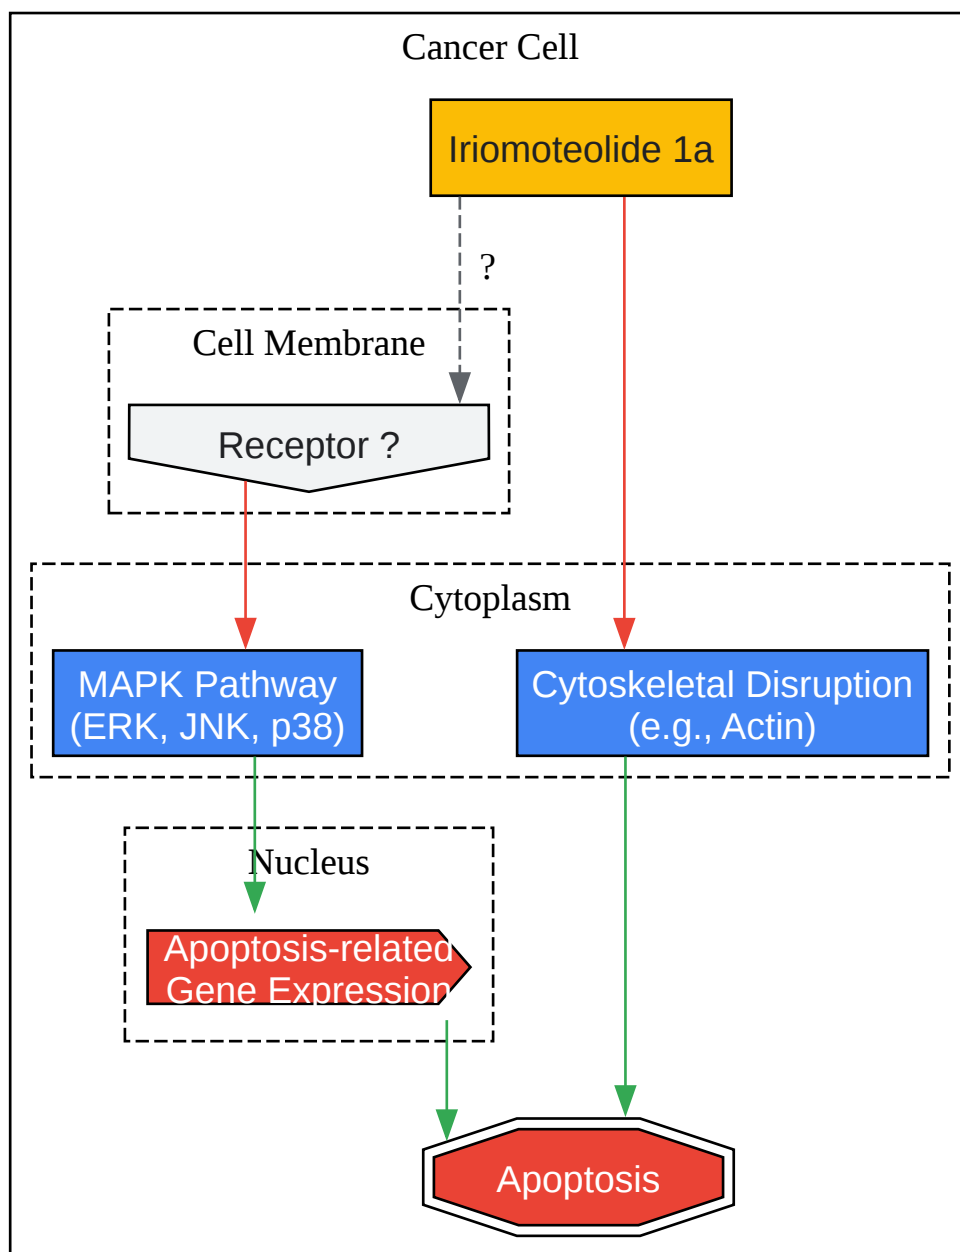 Cancer Cell
Iriomoteolide 1a
?
Cell Membrane
Receptor ?
Cytoplasm
MAPK Pathway
(ERK, JNK, p38)
Cytoskeletal Disruption
(e.g., Actin)
Nucleus
Apoptosis-related
Gene Expression
Apoptosis